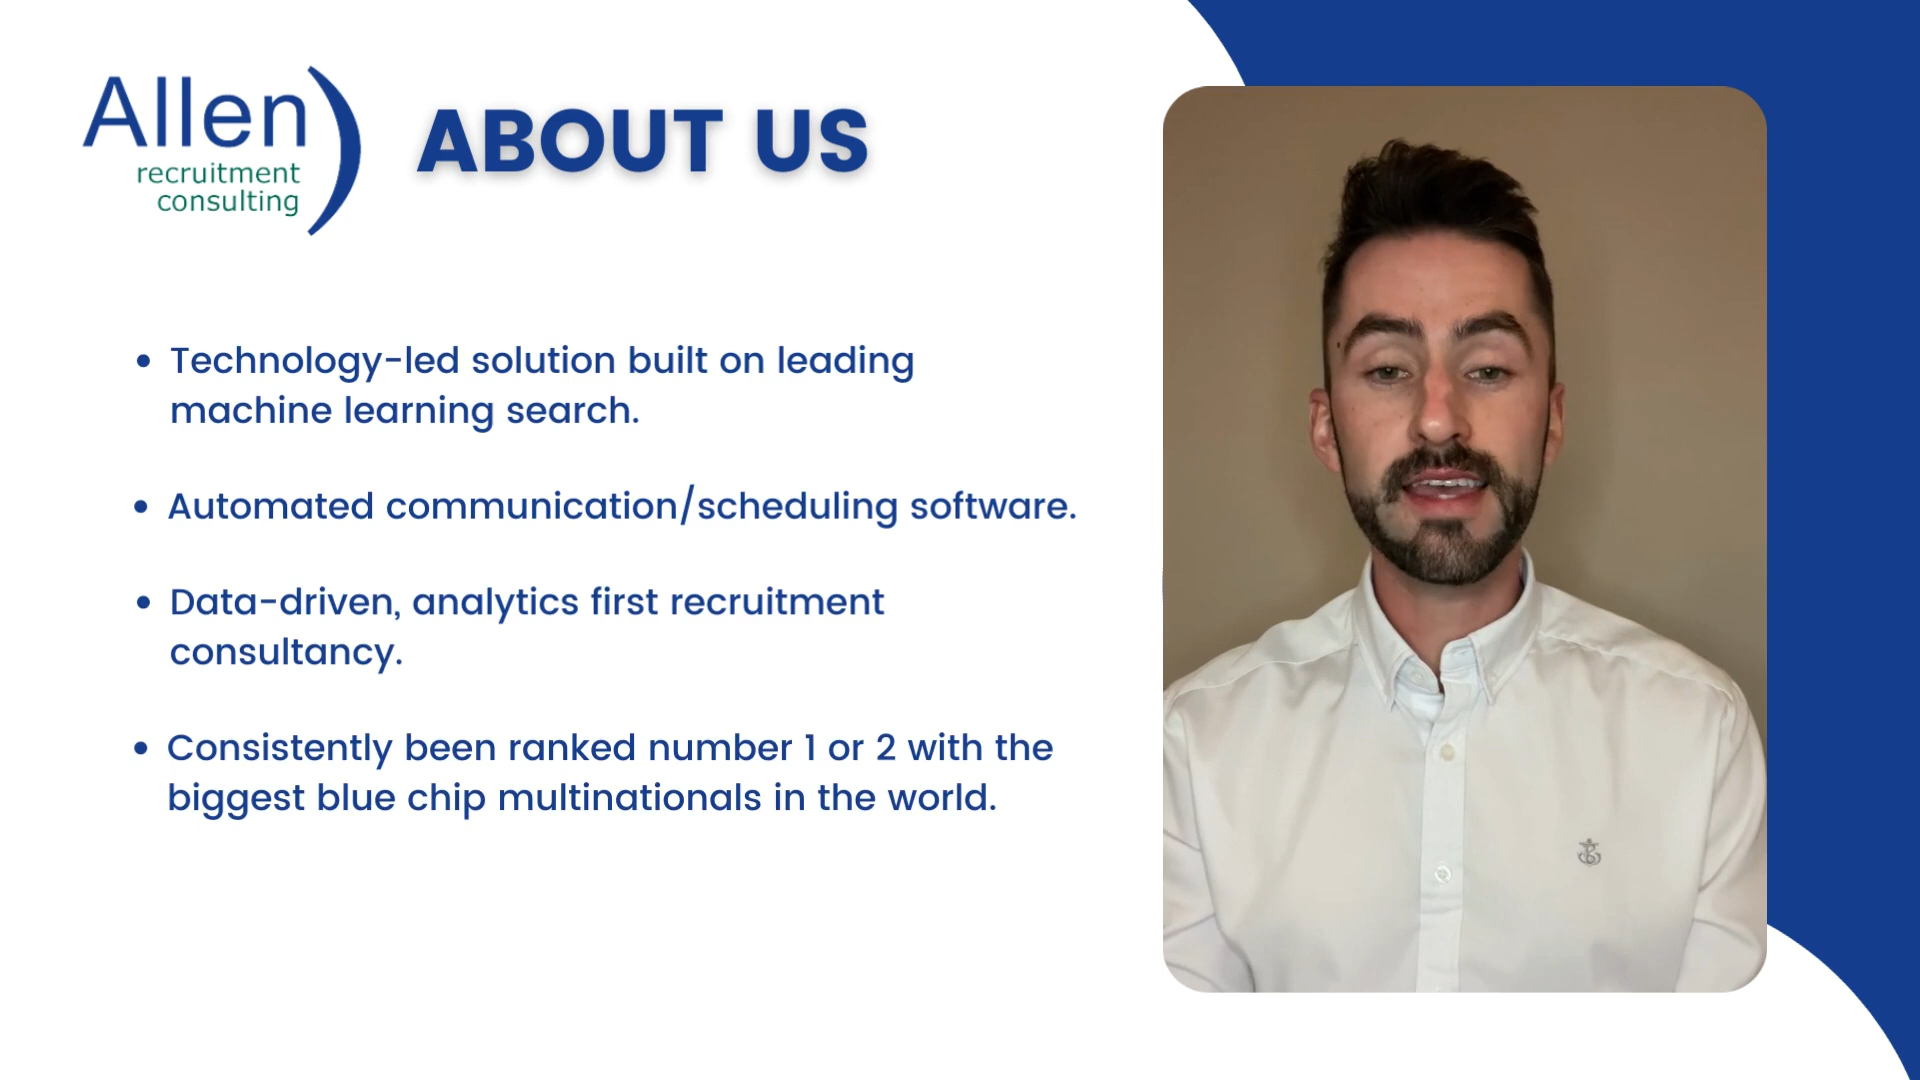 Allen
recruitment
consulting
ABOUT US
• Technology-led solution built on leading
machine learning search.
• Automated communication/scheduling software.
• Data-driven, analytics first recruitment
consultancy.
• Consistently been ranked number 1 or 2 with the
biggest blue chip multinationals in the world.